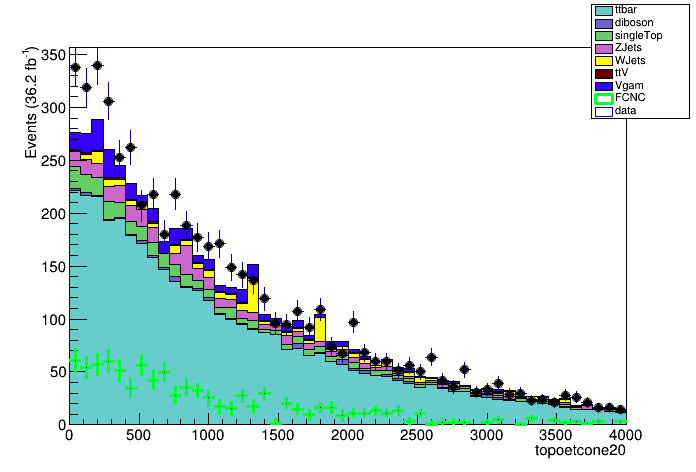 ttbar
diboson
singleTop
ZJets
WJets
ttV
Vgam
FCNC
data
Events (36.2 fb⁻¹)
350
300
250
200
150
100
50
0
0 500 1000 1500 2000 2500 3000 3500 4000
topoetcone20